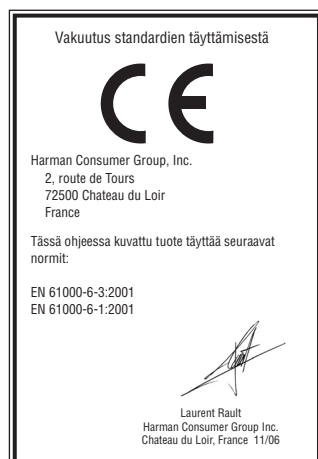 Vakuutus standardien täyttämisestä
CE
Harman Consumer Group, Inc.
2, route de Tours
72500 Chateau du Loir
France
Tässä ohjeessa kuvattu tuote täyttää seuraavat
normit:
EN 61000-6-3:2001
EN 61000-6-1:2001
Laurent Rault
Harman Consumer Group Inc.
Chateau du Loir, France 11/06